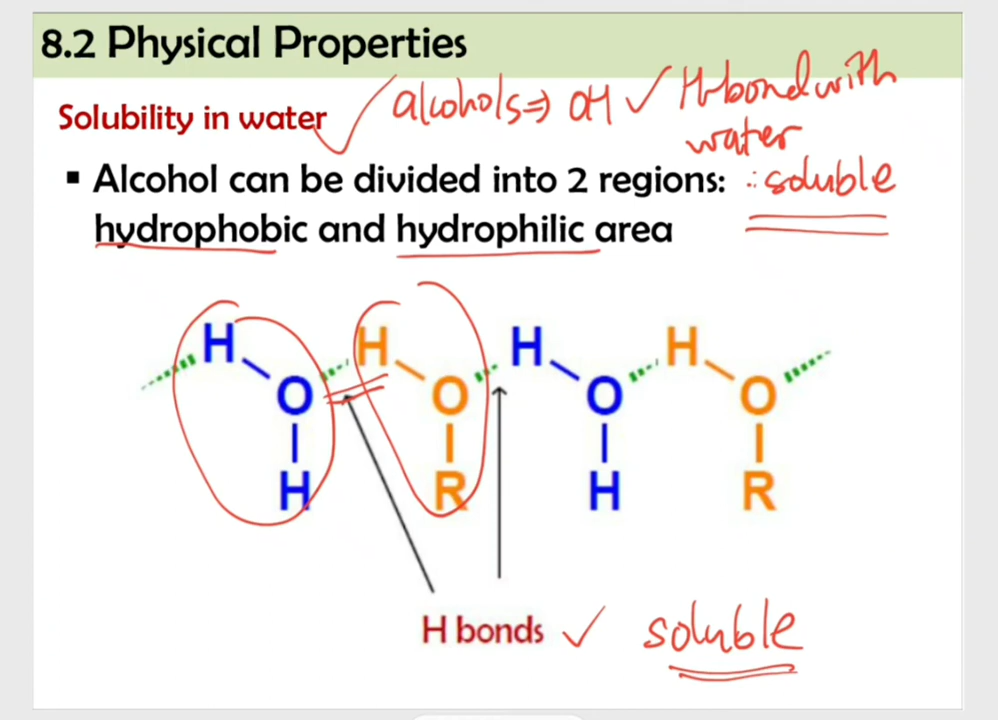 8.2 Physical Properties
Solubility in water
alcohols ⇒ OH ✓ H-bond with
water
▪ Alcohol can be divided into 2 regions:
∴ soluble
hydrophobic and hydrophilic area
H H H H
O O O O
H R H R
H bonds ✓ soluble